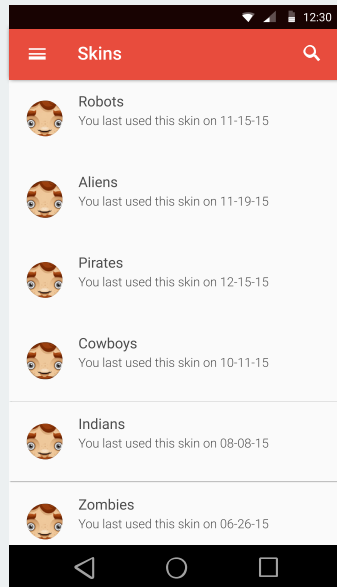 12:30
Skins
Robots
You last used this skin on 11-15-15
Aliens
You last used this skin on 11-19-15
Pirates
You last used this skin on 12-15-15
Cowboys
You last used this skin on 10-11-15
Indians
You last used this skin on 08-08-15
Zombies
You last used this skin on 06-26-15